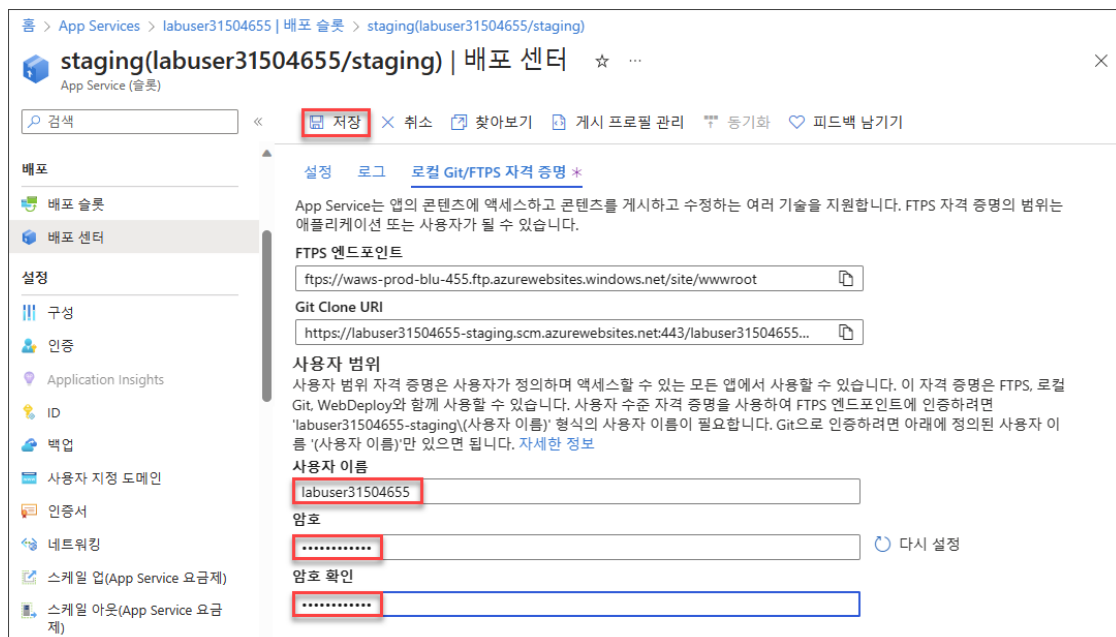 홈 > App Services > labuser31504655 | 배포 슬롯 > staging(labuser31504655/staging)
staging(labuser31504655/staging) | 배포 센터
App Service (슬롯)
검색
저장
취소
찾아보기
게시 프로필 관리
동기화
피드백 남기기
배포
배포 슬롯
배포 센터
설정
구성
인증
Application Insights
ID
백업
사용자 지정 도메인
인증서
네트워킹
스케일 업(App Service 요금제)
스케일 아웃(App Service 요금
제)
설정
로그
로컬 Git/FTPS 자격 증명 *
App Service는 앱의 콘텐츠에 액세스하고 콘텐츠를 게시하고 수정하는 여러 기술을 지원합니다. FTPS 자격 증명의 범위는
애플리케이션 또는 사용자가 될 수 있습니다.
FTPS 엔드포인트
ftps://waws-prod-blu-455.ftp.azurewebsites.windows.net/site/wwwroot
Git Clone URI
https://labuser31504655-staging.scm.azurewebsites.net:443/labuser31504655...
사용자 범위
사용자 범위 자격 증명은 사용자가 정의하며 액세스할 수 있는 모든 앱에서 사용할 수 있습니다. 이 자격 증명은 FTPS, 로컬
Git, WebDeploy와 함께 사용할 수 있습니다. 사용자 수준 자격 증명을 사용하여 FTPS 엔드포인트에 인증하려면
'labuser31504655-staging\(사용자 이름)' 형식의 사용자 이름이 필요합니다. Git으로 인증하려면 아래에 정의된 사용자 이
름 '(사용자 이름)'만 있으면 됩니다. 자세한 정보
사용자 이름
labuser31504655
암호
••••••••••••
다시 설정
암호 확인
••••••••••••